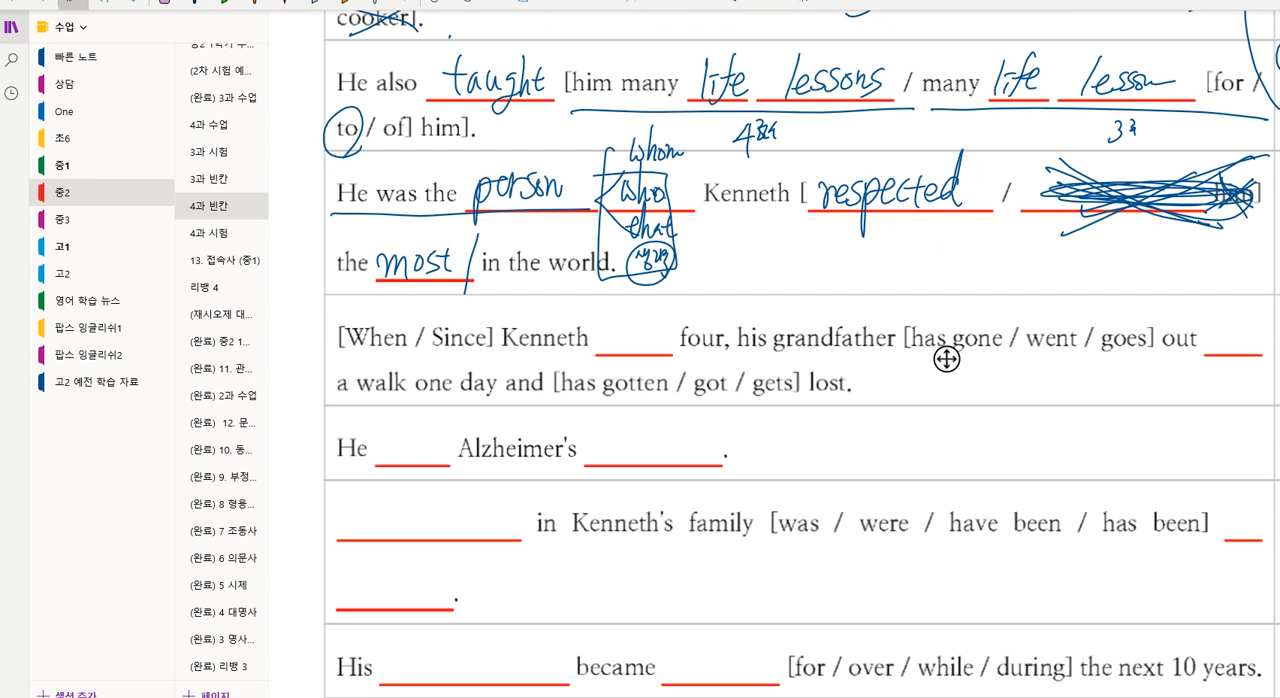 수업
빠른 노트
상담
One
초6
중1
중2
중3
고1
고2
영어 학습 뉴스
팝스 잉글리쉬1
팝스 잉글리쉬2
고2 예전 학습 자료
섹션 추가
(2차 시험 예...
(완료) 3과 수업
4과 수업
3과 시험
3과 빈칸
4과 빈칸
4과 시험
13. 접속사 (중1)
리뱅 4
(재시오제 대...
(완료) 중2 1...
(완료) 11. 관...
(완료) 2과 수업
(완료) 12. 문...
(완료) 10. 동...
(완료) 9. 부정...
(완료) 8 형용...
(완료) 7 조동사
(완료) 6 의문사
(완료) 5 시제
(완료) 4 대명사
(완료) 3 명사...
(완료) 리뱅 3
페이지
cooker].
He also taught [him many life lessons / many life lesson [for /
to / of] him].
whom
He was the person who Kenneth [ respected /
that
the most / in the world. 생략
[When / Since] Kenneth four, his grandfather [has gone / went / goes] out
a walk one day and [has gotten / got / gets] lost.
He Alzheimer's .
in Kenneth's family [was / were / have been / has been]
.
His became [for / over / while / during] the next 10 years.